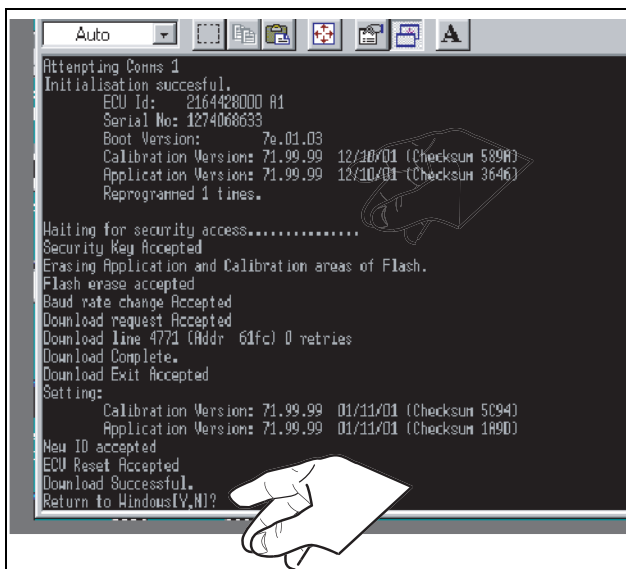 Auto
A
Attempting Comms 1
Initialisation succesful.
ECU Id: 2164428000 A1
Serial No: 1274068633
Boot Version: 7e.01.03
Calibration Version: 71.99.99 12/10/01 (Checksum 589A)
Application Version: 71.99.99 12/10/01 (Checksum 3646)
Reprogrammed 1 times.
Waiting for security access...............
Security Key Accepted
Erasing Application and Calibration areas of Flash.
Flash erase accepted
Baud rate change Accepted
Download request Accepted
Download line 4771 (Addr 61fc) 0 retries
Download Complete.
Download Exit Accepted
Setting:
Calibration Version: 71.99.99 01/11/01 (Checksum 5C94)
Application Version: 71.99.99 01/11/01 (Checksum 1A9D)
New ID accepted
ECU Reset Accepted
Download Successful.
Return to Windows[Y,N]?